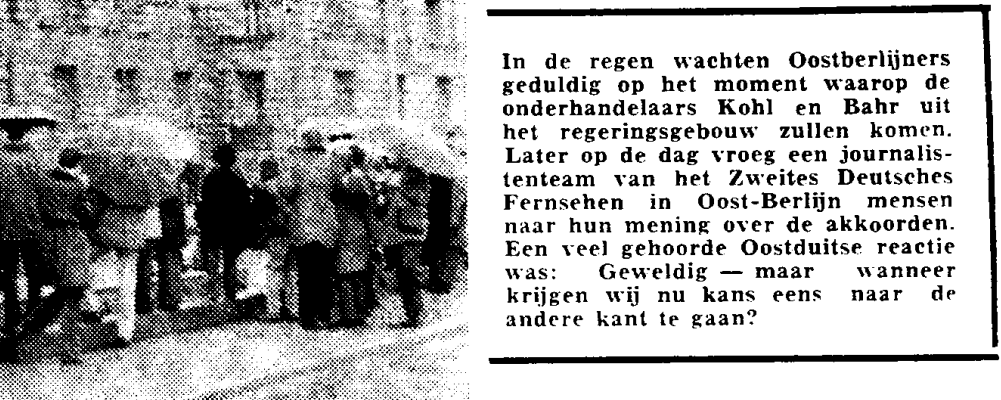 In de regen wachten Oostberlijners
geduldig op het moment waarop de
onderhandelaars Kohl en Bahr uit
het regeringsgebouw zullen komen.
Later op de dag vroeg een journalis-
tenteam van het Zweites Deutsches
Fernsehen in Oost-Berlijn mensen
naar hun mening over de akkoorden.
Een veel gehoorde Oostduitse reactie
was: Geweldig — maar wanneer
krijgen wij nu kans eens naar de
andere kant te gaan?